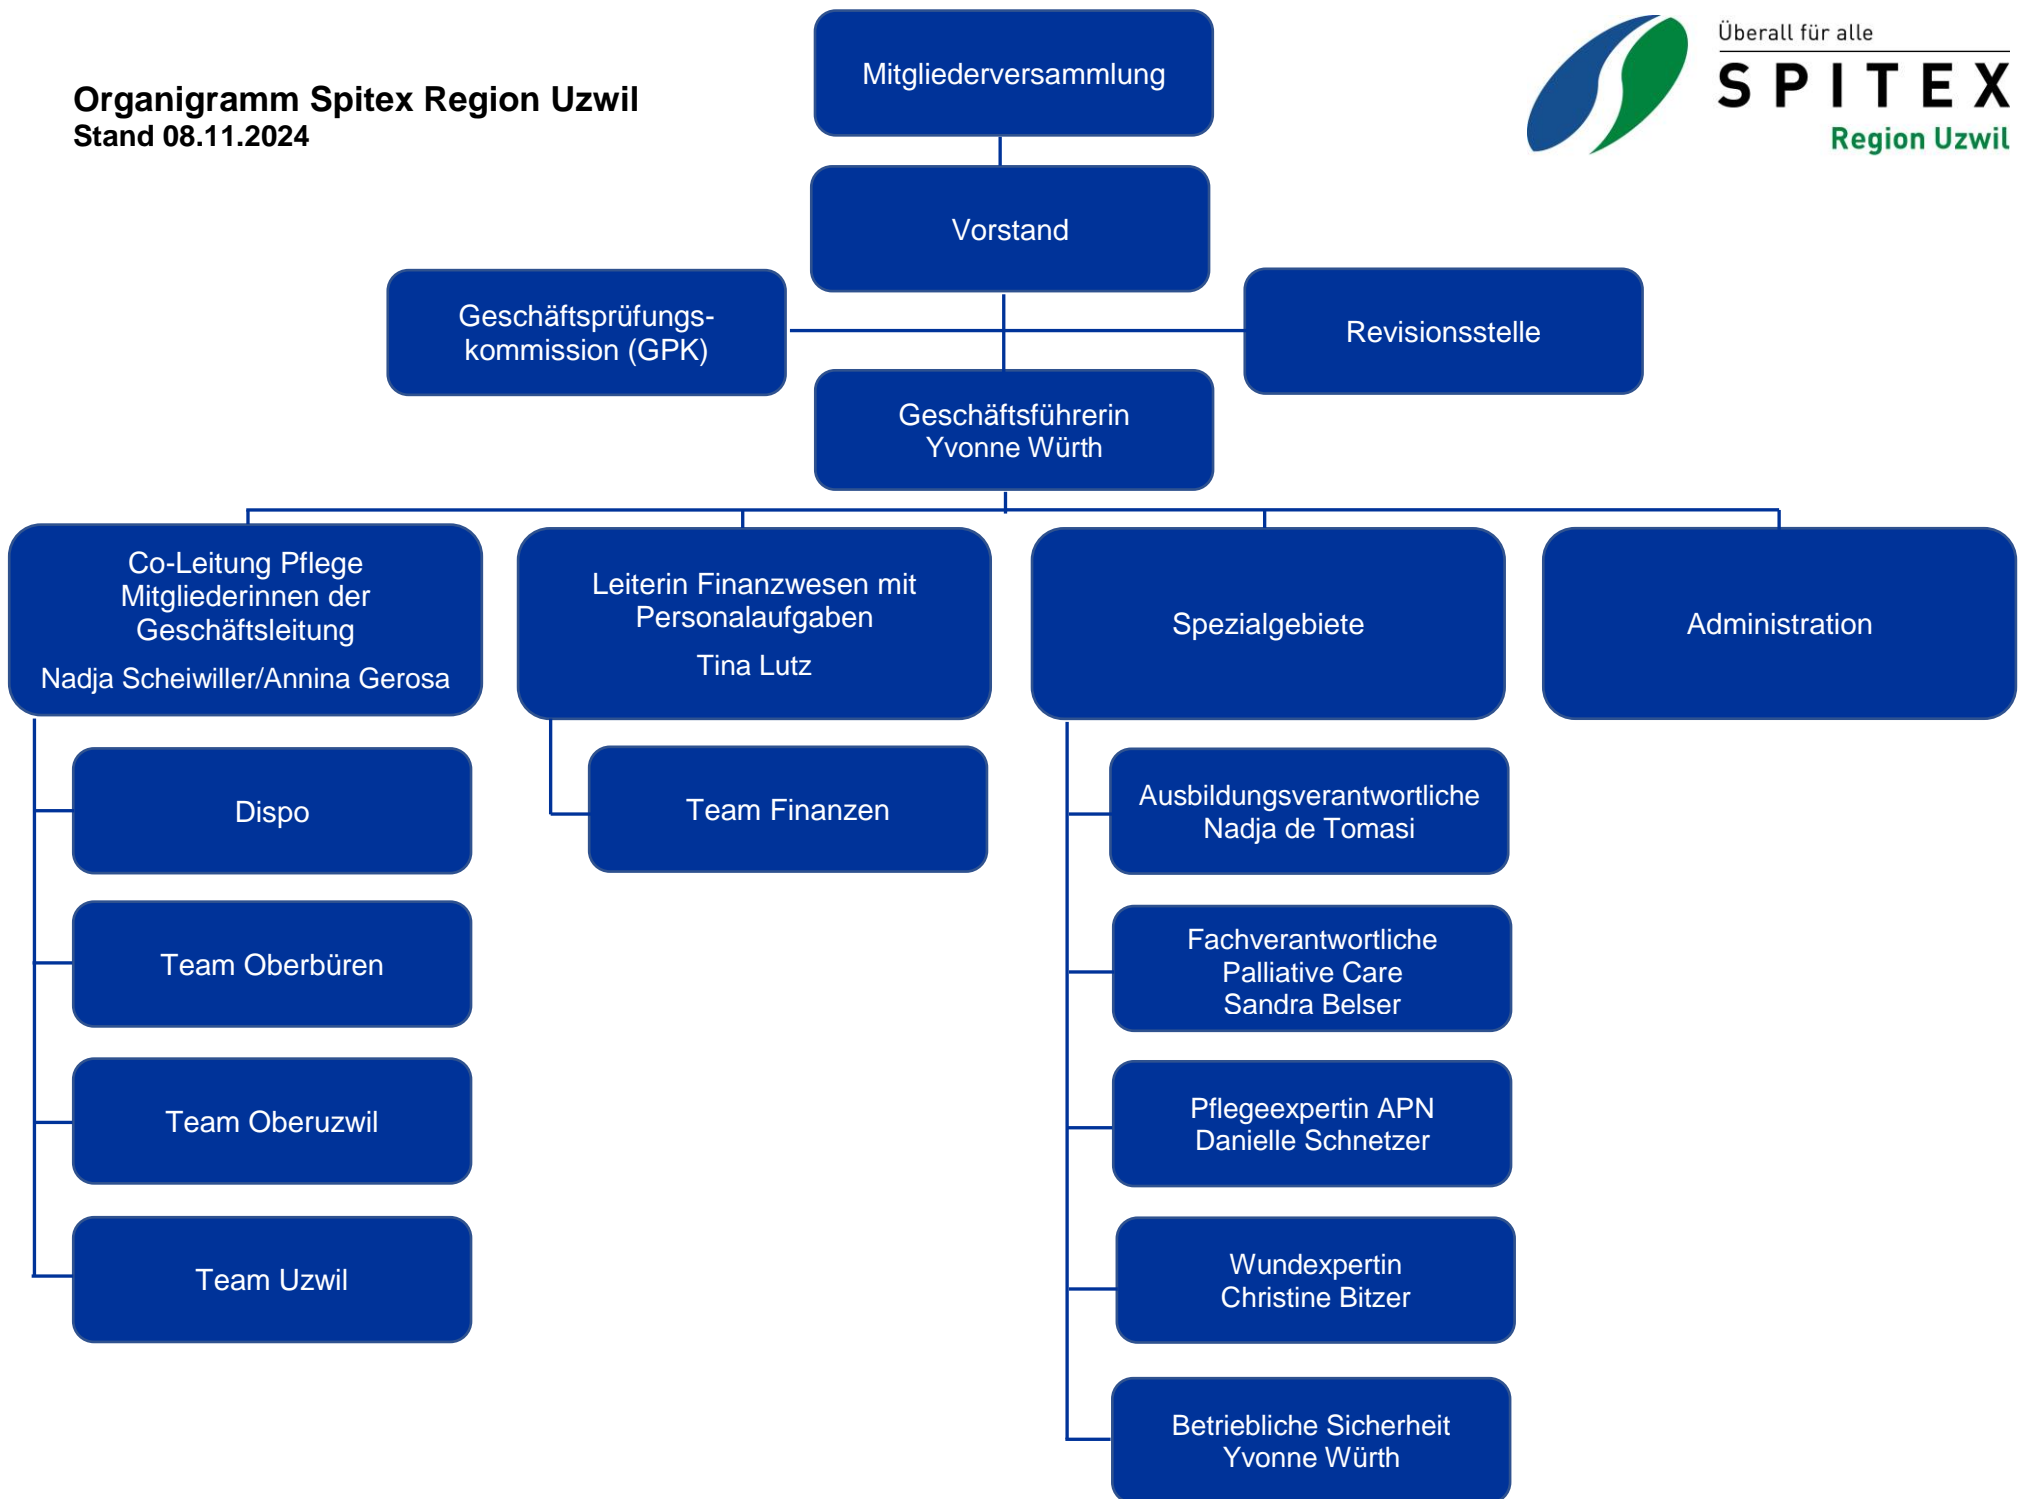 Organigramm Spitex Region Uzwil
Stand 08.11.2024
Überall für alle
SPITEX
Region Uzwil
Mitgliederversammlung
Vorstand
Geschäftsprüfungs-
kommission (GPK)
Revisionsstelle
Geschäftsführerin
Yvonne Würth
Co-Leitung Pflege
Mitgliederinnen der
Geschäftsleitung
Nadja Scheiwiller/Annina Gerosa
Dispo
Team Oberbüren
Team Oberuzwil
Team Uzwil
Leiterin Finanzwesen mit
Personalaufgaben
Tina Lutz
Team Finanzen
Spezialgebiete
Ausbildungsverantwortliche
Nadja de Tomasi
Fachverantwortliche
Palliative Care
Sandra Belser
Pflegeexpertin APN
Danielle Schnetzer
Wundexpertin
Christine Bitzer
Betriebliche Sicherheit
Yvonne Würth
Administration